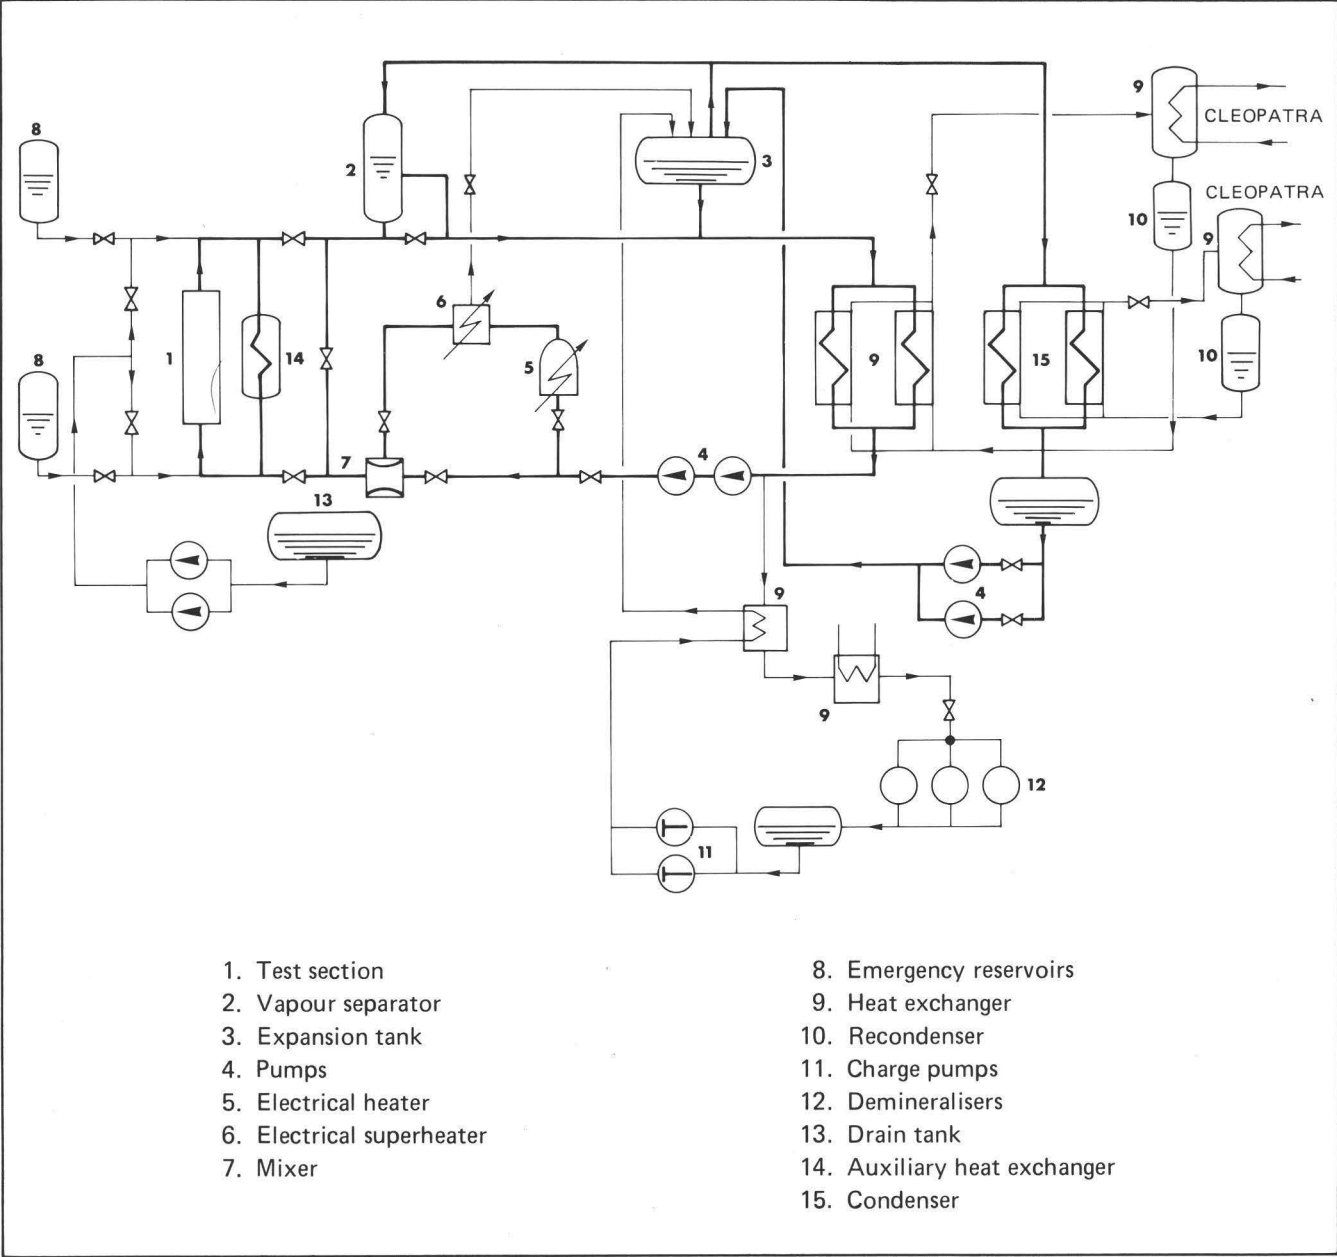 8
9
CLEOPATRA
2
3
CLEOPATRA
10
9
6
8
1
14
5
9
15
10
7
4
13
9
4
9
12
11
1. Test section
2. Vapour separator
3. Expansion tank
4. Pumps
5. Electrical heater
6. Electrical superheater
7. Mixer
8. Emergency reservoirs
9. Heat exchanger
10. Recondenser
11. Charge pumps
12. Demineralisers
13. Drain tank
14. Auxiliary heat exchanger
15. Condenser